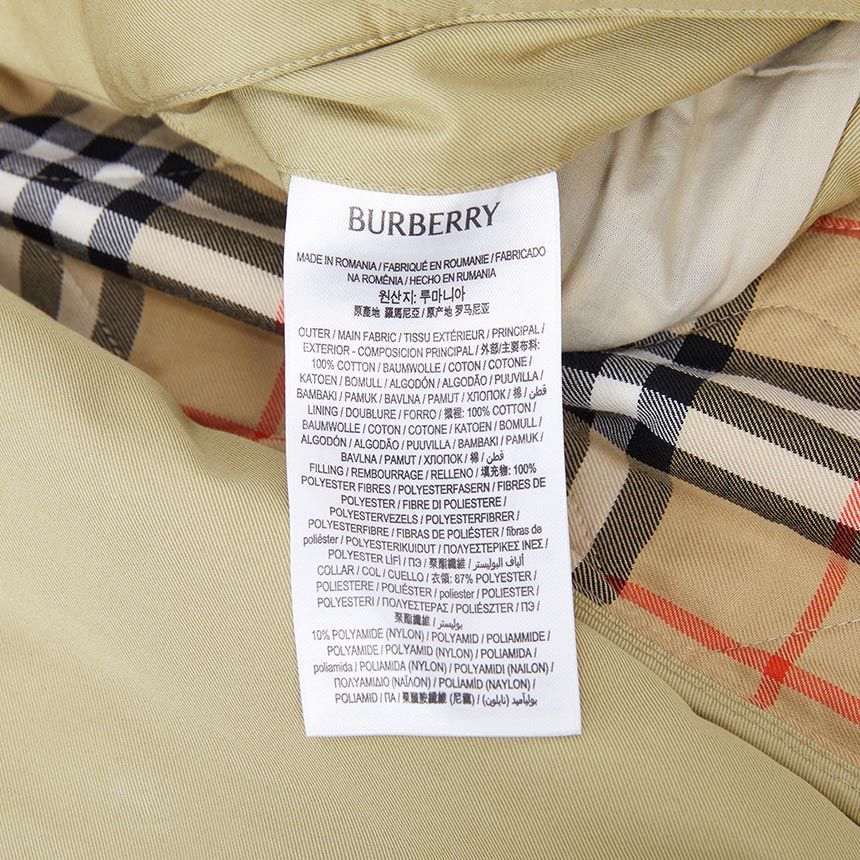 BURBERRY
MADE IN ROMANIA / FABRIQUÉ EN ROUMANIE / FABRICADO
NA ROMÊNIA / HECHO EN RUMANIA
원산지: 루마니아
原產地 羅馬尼亞 / 原产地 罗马尼亚
OUTER / MAIN FABRIC / TISSU EXTÉRIEUR / PRINCIPAL /
EXTERIOR - COMPOSICION PRINCIPAL / 外部/主要布料:
100% COTTON / BAUMWOLLE / COTON / COTONE /
KATOEN / BOMULL / ALGODÓN / ALGODÃO / PUUVILLA /
BAMBAKI / PAMUK / BAVLNA / PAMUT / ХЛОПОК / 棉 / قطن /
LINING / DOUBLURE / FORRO / 襯裡: 100% COTTON /
BAUMWOLLE / COTON / COTONE / KATOEN / BOMULL /
ALGODÓN / ALGODÃO / PUUVILLA / BAMBAKI / PAMUK /
BAVLNA / PAMUT / ХЛОПОК / 棉 / قطن /
FILLING / REMBOURRAGE / RELLENO / 填充物: 100%
POLYESTER FIBRES / POLYESTERFASERN / FIBRES DE
POLYESTER / FIBRE DI POLIESTERE /
POLYESTERVEZELS / POLYESTERFIBRER /
POLYESTERFIBRE / FIBRAS DE POLIÉSTER / fibras de
poliéster / POLYESTERIKUIDUT / ΠΟΛΥΕΣΤΕΡΙΚΕΣ ΙΝΕΣ /
POLYESTER LİFİ / ПЭ / 聚酯纖維 / ألياف البوليستر /
COLLAR / COL / CUELLO / 衣領: 87% POLYESTER /
POLIESTERE / POLIÉSTER / poliester / POLIESTER /
POLYESTERI / ΠΟΛΥΕΣΤΕΡΑΣ / POLIÉSZTER / ПЭ /
聚酯纖維 / بوليستر /
10% POLYAMIDE (NYLON) / POLYAMID / POLIAMMIDE /
POLYAMIDE / POLYAMID (NYLON) / POLIAMIDA /
poliamida / POLIAMIDA (NYLON) / POLYAMIDI (NAILON) /
ΠΟΛΥΑΜΙΔΙΟ (ΝΑΪΛΟΝ) / POLİAMİD (NAYLON) /
POLIAMID / ПА / 聚醯胺纖維 (尼龍) / بوليأميد (نايلون) /